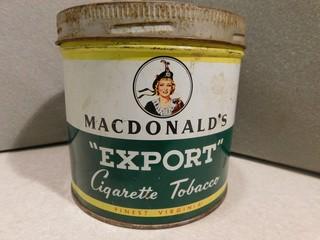 MACDONALD'S
"EXPORT"
Cigarette Tobacco
FINEST VIRGINIA